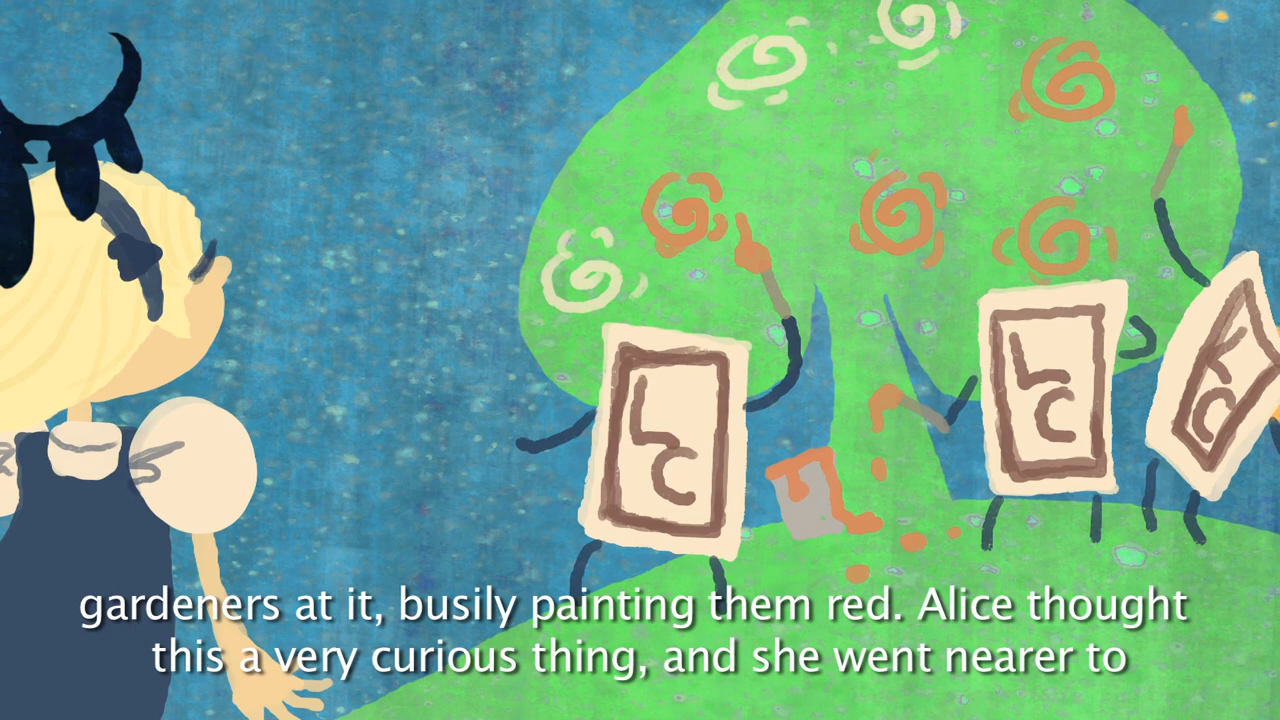 gardeners at it, busily painting them red. Alice thought
this a very curious thing, and she went nearer to